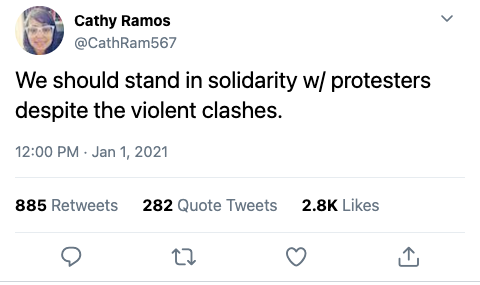 Cathy Ramos
@CathRam567
We should stand in solidarity w/ protesters
despite the violent clashes.
12:00 PM · Jan 1, 2021
885 Retweets 282 Quote Tweets 2.8K Likes